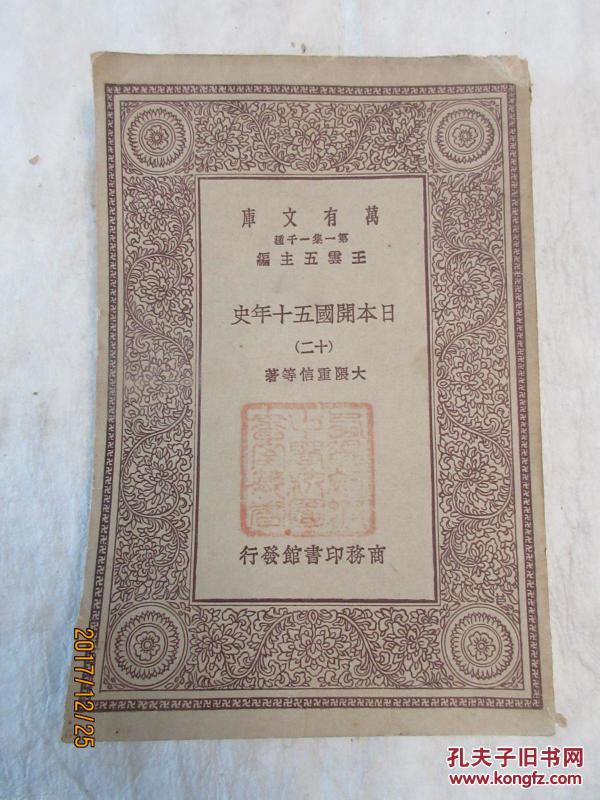 萬有文庫
第一集一千種
王雲五主編
日本開國五十年史
（十二）
大隈重信等著
商務印書館發行
2017/12/25
孔夫子旧书网
www.kongfz.com